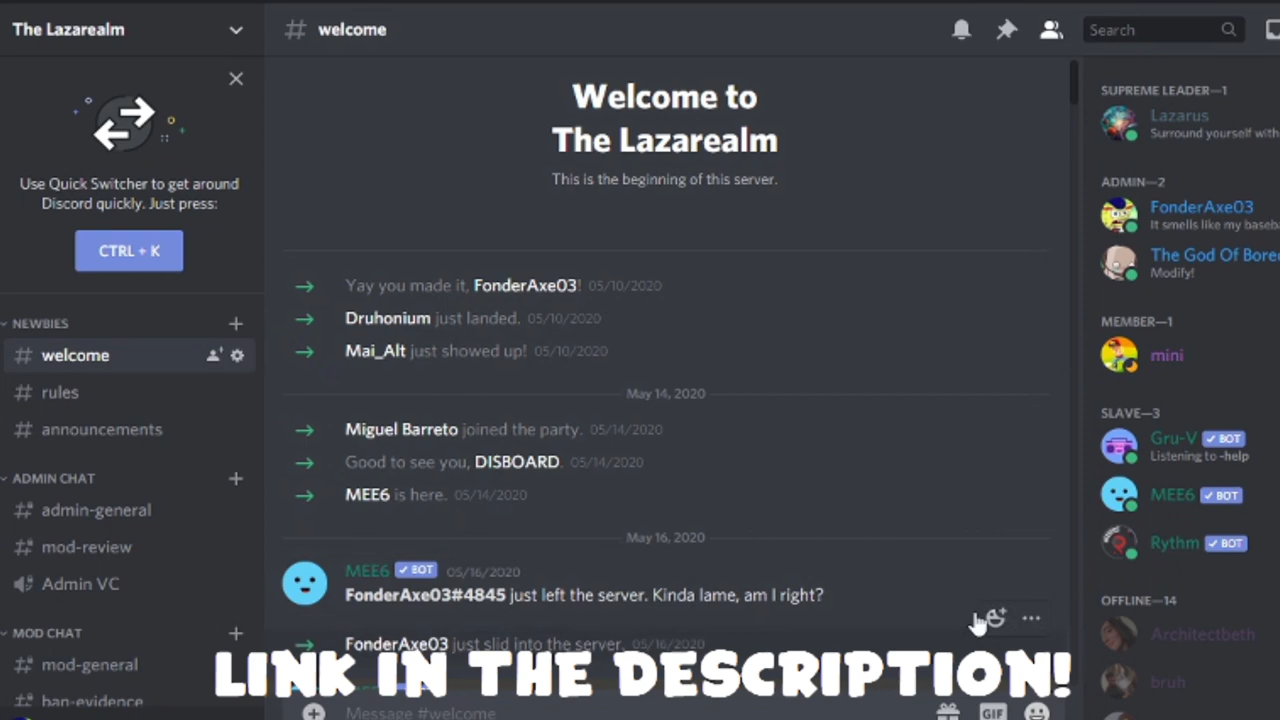 The Lazarealm
Use Quick Switcher to get around
Discord quickly. Just press:
CTRL + K
NEWBIES
# welcome
# rules
# announcements
ADMIN CHAT
admin-general
mod-review
Admin VC
MOD CHAT
mod-general
ban-evidence
# welcome
Search
Welcome to
The Lazarealm
This is the beginning of this server.
Yay you made it, FonderAxe03! 05/10/2020
Druhonium just landed. 05/10/2020
Mai_Alt just showed up! 05/10/2020
May 14, 2020
Miguel Barreto joined the party. 05/14/2020
Good to see you, DISBOARD. 05/14/2020
MEE6 is here. 05/14/2020
May 16, 2020
MEE6 BOT 05/16/2020
FonderAxe03#4845 just left the server. Kinda lame, am I right?
FonderAxe03 just slid into the server. 05/16/2020
LINK IN THE DESCRIPTION!
Message #welcome
GIF
SUPREME LEADER—1
Lazarus
Surround yourself with
ADMIN—2
FonderAxe03
It smells like my baseb
The God Of Bore
Modify!
MEMBER—1
mini
SLAVE—3
Gru-V BOT
Listening to -help
MEE6 BOT
Rythm BOT
OFFLINE—14
Architectbeth
bruh